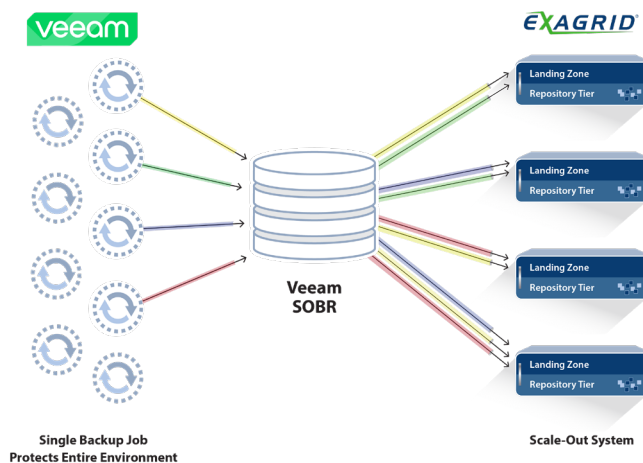 veeam
EXAGRID®
Landing Zone
Repository Tier
Landing Zone
Repository Tier
Landing Zone
Repository Tier
Landing Zone
Repository Tier
Veeam
SOBR
Single Backup Job
Protects Entire Environment
Scale-Out System